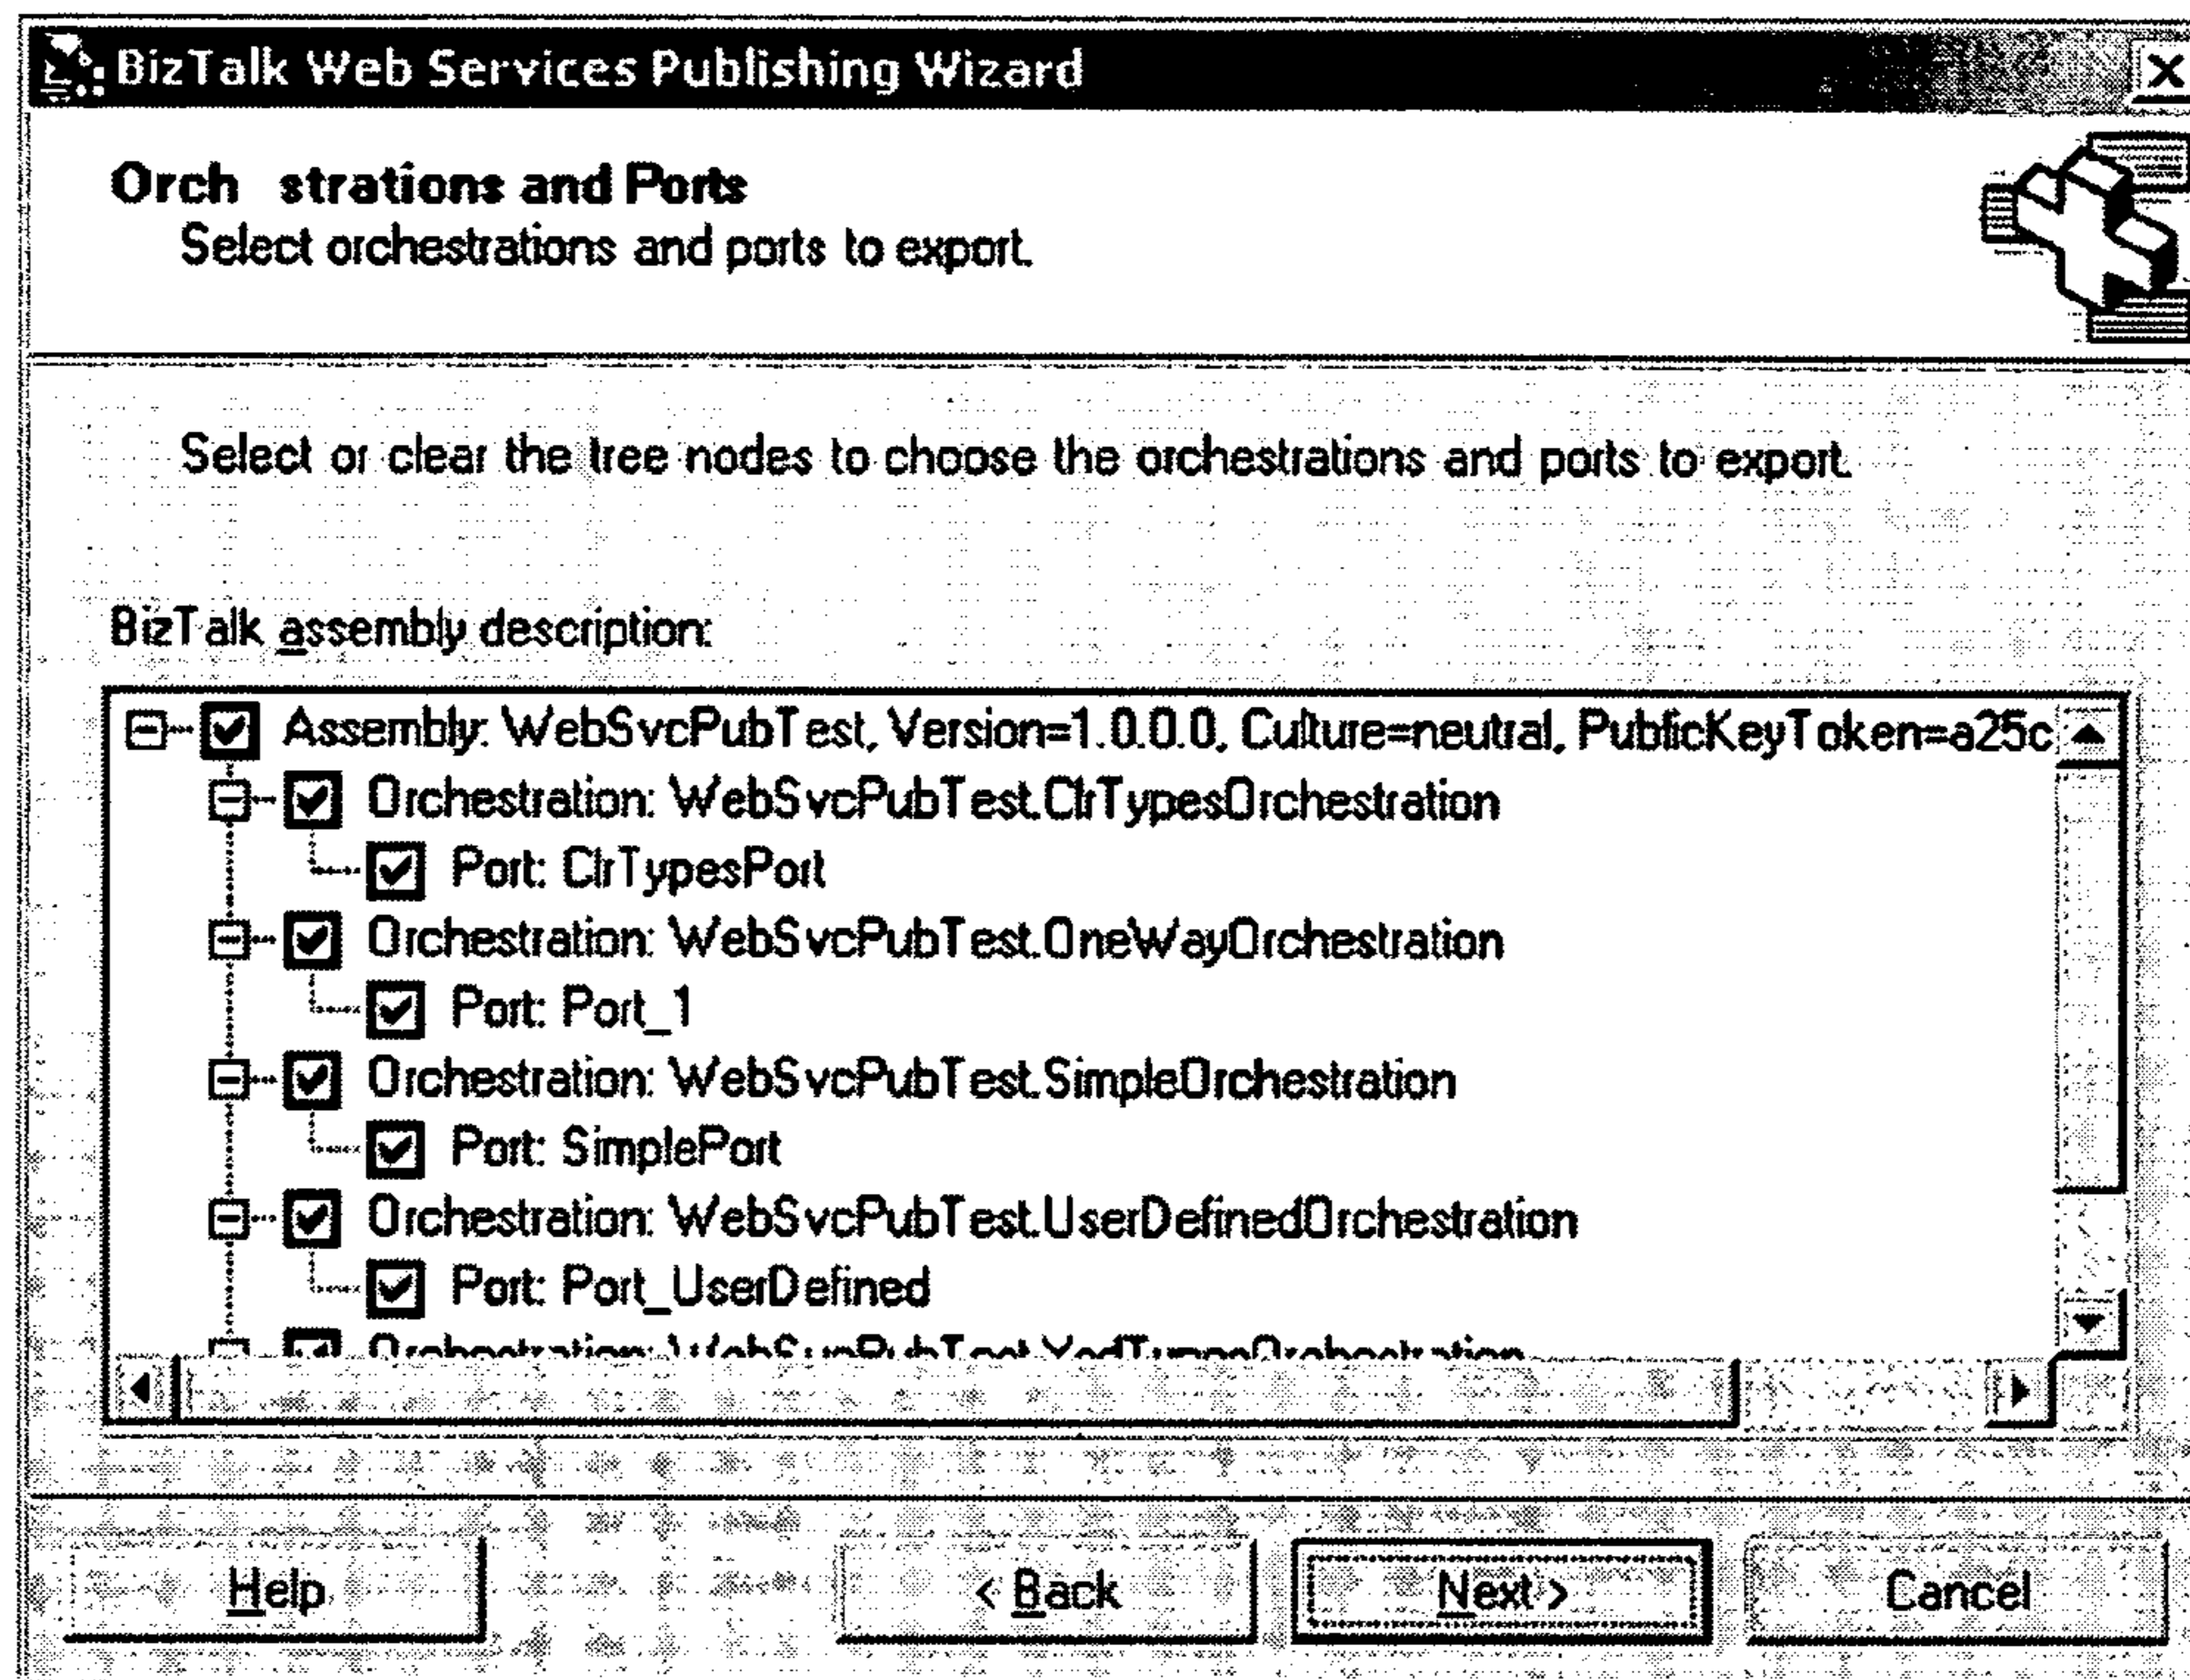 BizTalk Web Services Publishing Wizard
Orch strations and Ports
Select orchestrations and ports to export.
Select or clear the tree nodes to choose the orchestrations and ports to export.
BizTalk assembly description:
Assembly: WebSvcPubTest, Version=1.0.0.0, Culture=neutral, PublicKeyToken=a25c
Orchestration: WebSvcPubTest.ClrTypesOrchestration
Port: ClrTypesPort
Orchestration: WebSvcPubTest.OneWayOrchestration
Port: Port_1
Orchestration: WebSvcPubTest.SimpleOrchestration
Port: SimplePort
Orchestration: WebSvcPubTest.UserDefinedOrchestration
Port: Port_UserDefined
Orchestration:
Help < Back Next > Cancel